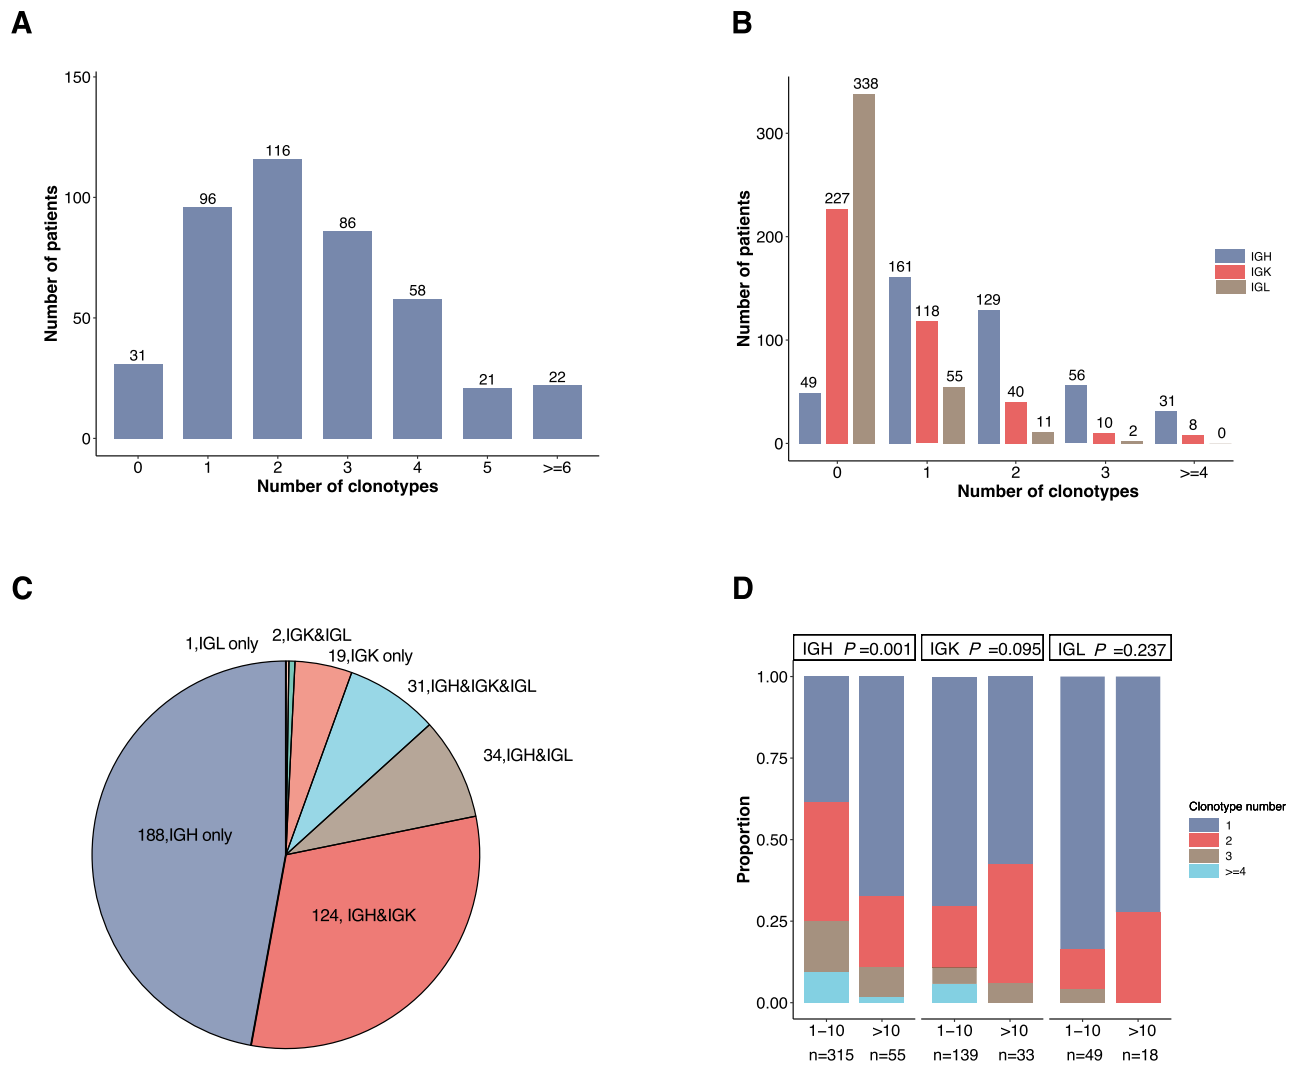 A
150
100
50
0
Number of patients
31
96
116
86
58
21
22
0 1 2 3 4 5 >=6
Number of clonotypes
B
300
200
100
0
Number of patients
49
227
338
161
118
55
129
40
11
56
10
2
31
8
0
0 1 2 3 >=4
Number of clonotypes
IGH
IGK
IGL
C
1,IGL only
2,IGK&IGL
19,IGK only
31,IGH&IGK&IGL
34,IGH&IGL
124, IGH&IGK
188,IGH only
D
IGH P =0.001
IGK P =0.095
IGL P =0.237
1.00
0.75
0.50
0.25
0.00
Proportion
1–10 >10 1–10 >10 1–10 >10
n=315 n=55 n=139 n=33 n=49 n=18
Clonotype number
1
2
3
>=4